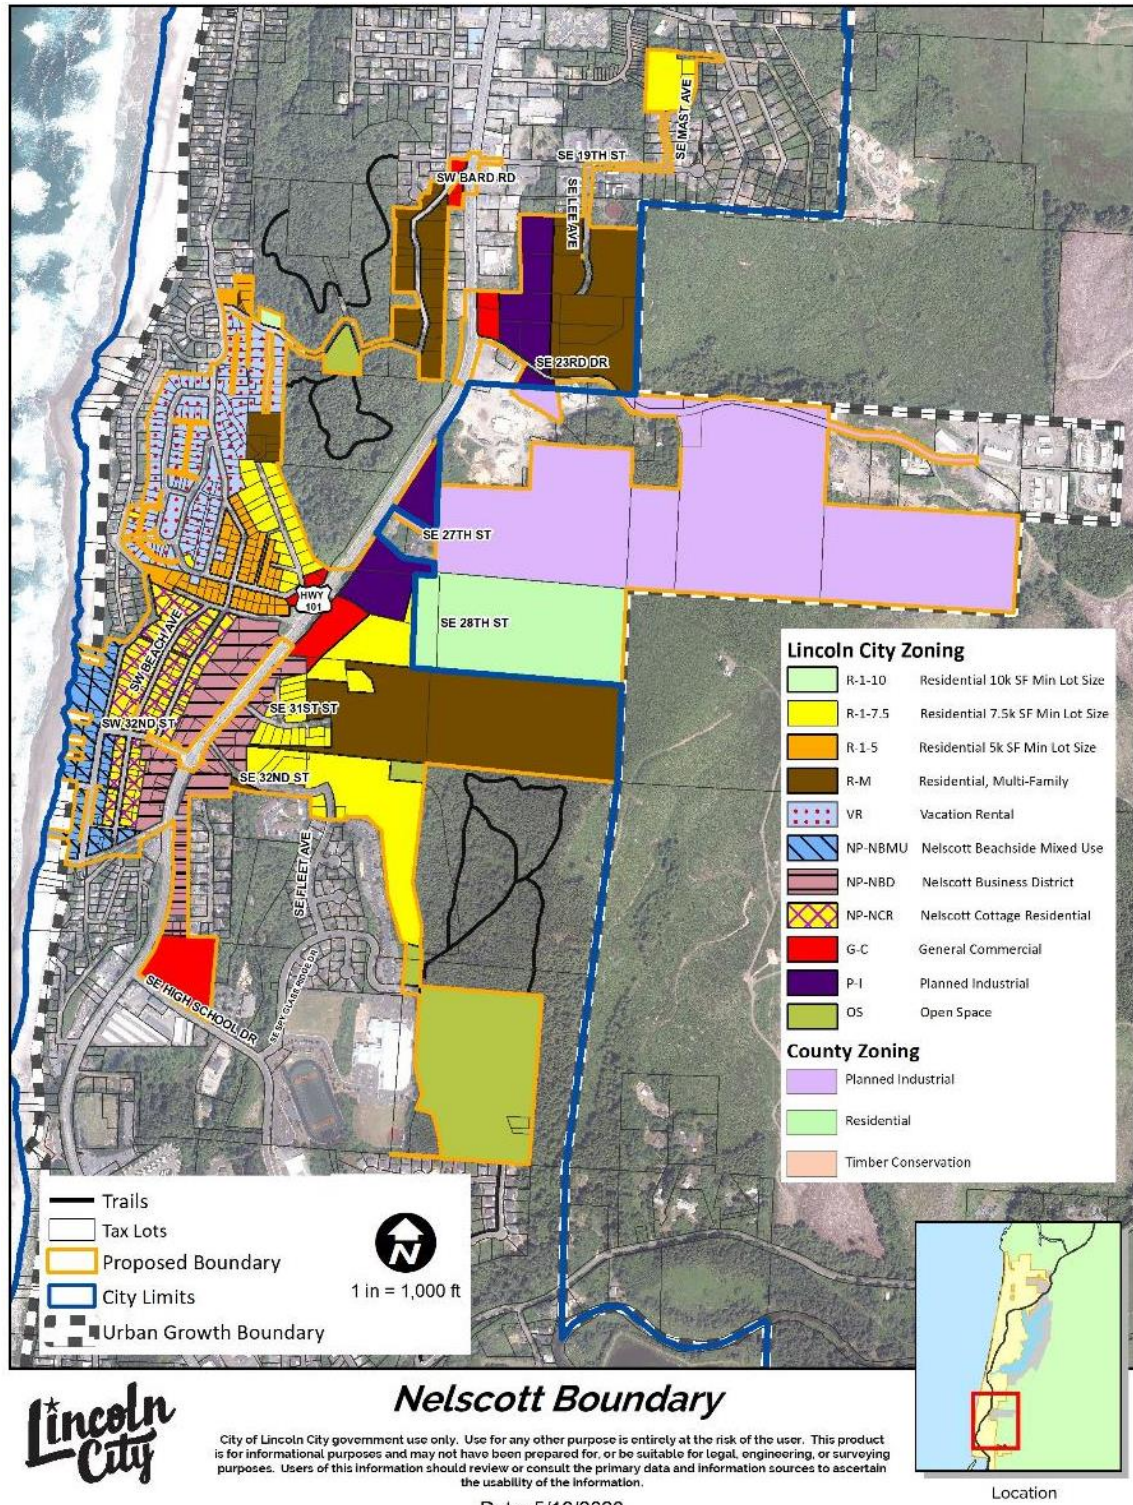 SE MAST AVE
SE 19TH ST
SW BARD RD
SE LEE AVE
SE 23RD DR
SE 27TH ST
HWY
101
SE 28TH ST
SW BEACH AVE
SE 31ST ST
SW 32ND ST
SE 32ND ST
SE FLEET AVE
SE SPY GLASS RIDGE DR
SE HIGH SCHOOL DR
Lincoln City Zoning
R-1-10 Residential 10k SF Min Lot Size
R-1-7.5 Residential 7.5k SF Min Lot Size
R-1-5 Residential 5k SF Min Lot Size
R-M Residential, Multi-Family
VR Vacation Rental
NP-NBMU Nelscott Beachside Mixed Use
NP-NBD Nelscott Business District
NP-NCR Nelscott Cottage Residential
G-C General Commercial
P-I Planned Industrial
OS Open Space
County Zoning
Planned Industrial
Residential
Timber Conservation
Trails
Tax Lots
Proposed Boundary
City Limits
Urban Growth Boundary
N
1 in = 1,000 ft
Lincoln
City
Nelscott Boundary
City of Lincoln City government use only. Use for any other purpose is entirely at the risk of the user. This product
is for informational purposes and may not have been prepared for, or be suitable for legal, engineering, or surveying
purposes. Users of this information should review or consult the primary data and information sources to ascertain
the usability of the information.
Location